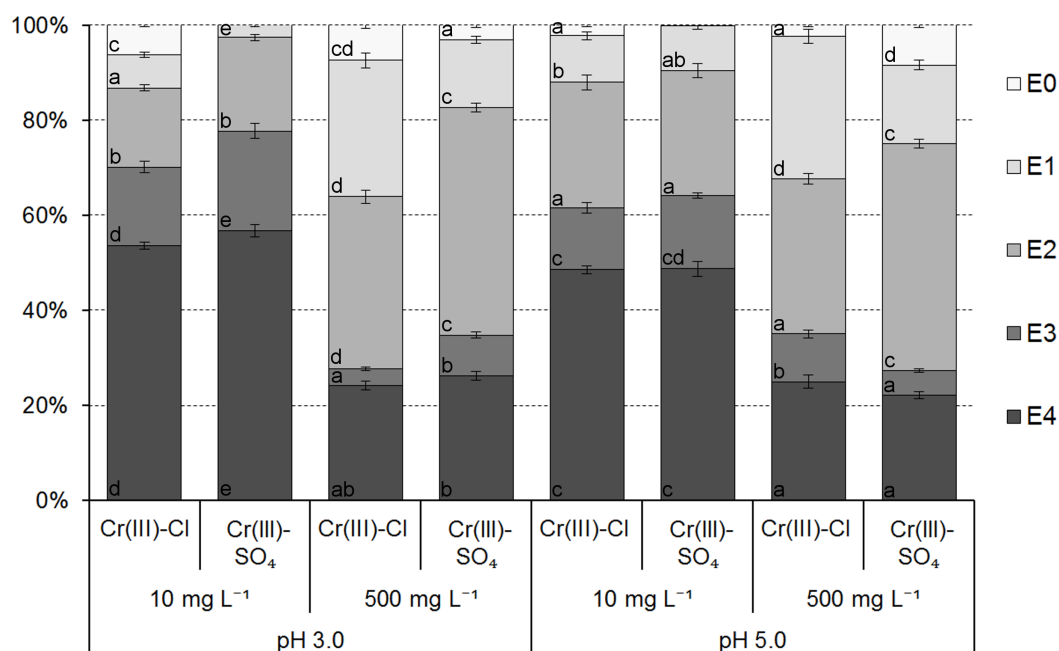 100%
80%
60%
40%
20%
0%
c
a
b
d
d
e
b
e
e
cd
d
d
a
ab
a
c
c
b
b
a
b
a
c
c
ab
a
cd
c
a
d
a
b
a
d
c
c
a
a
E0
E1
E2
E3
E4
Cr(III)-Cl
Cr(III)-
SO₄
Cr(III)-Cl
Cr(III)-
SO₄
Cr(III)-Cl
Cr(III)-
SO₄
Cr(III)-Cl
Cr(III)-
SO₄
10 mg L⁻¹
500 mg L⁻¹
10 mg L⁻¹
500 mg L⁻¹
pH 3.0
pH 5.0